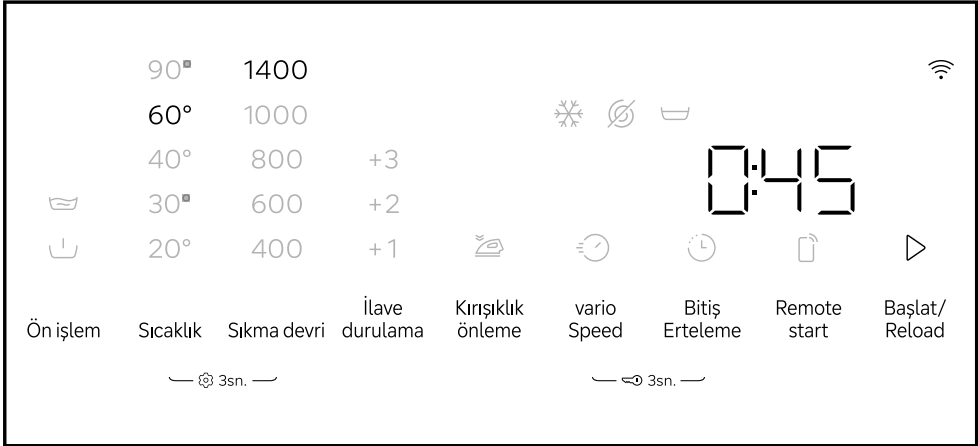 90° 1400
60° 1000
40° 800 +3
0:45
30° 600 +2
20° 400 +1
Ön işlem
Sıcaklık
Sıkma devri
İlave
durulama
Kırışıklık
önleme
vario
Speed
Bitiş
Erteleme
Remote
start
Başlat/
Reload
3sn.
3sn.